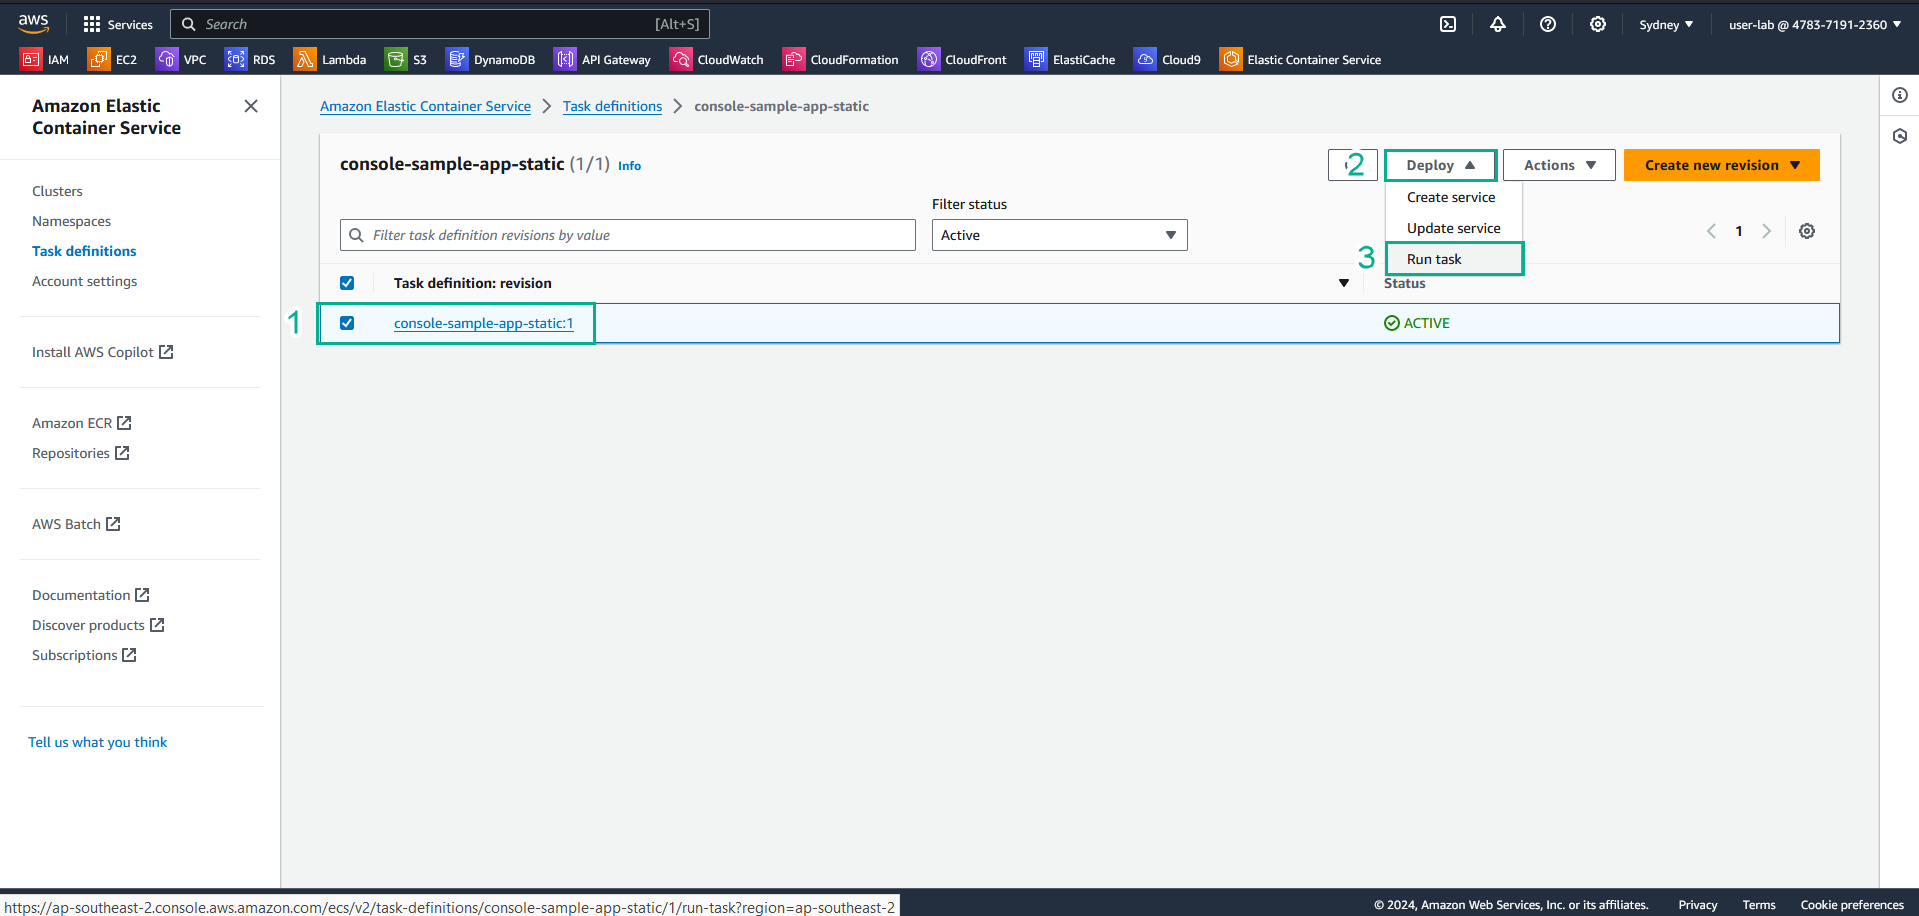 aws Services Search [Alt+S] Sydney user-lab @ 4783-7191-2360
IAM EC2 VPC RDS Lambda S3 DynamoDB API Gateway CloudWatch CloudFormation CloudFront ElastiCache Cloud9 Elastic Container Service
Amazon Elastic
Container Service
Clusters
Namespaces
Task definitions
Account settings
Install AWS Copilot
Amazon ECR
Repositories
AWS Batch
Documentation
Discover products
Subscriptions
Tell us what you think
Amazon Elastic Container Service Task definitions console-sample-app-static
console-sample-app-static (1/1) Info
2 Deploy Actions Create new revision
Create service
Update service
3 Run task
Filter status
Filter task definition revisions by value Active
1
Task definition: revision Status
1 console-sample-app-static:1 ACTIVE
https://ap-southeast-2.console.aws.amazon.com/ecs/v2/task-definitions/console-sample-app-static/1/run-task?region=ap-southeast-2
© 2024, Amazon Web Services, Inc. or its affiliates. Privacy Terms Cookie preferences